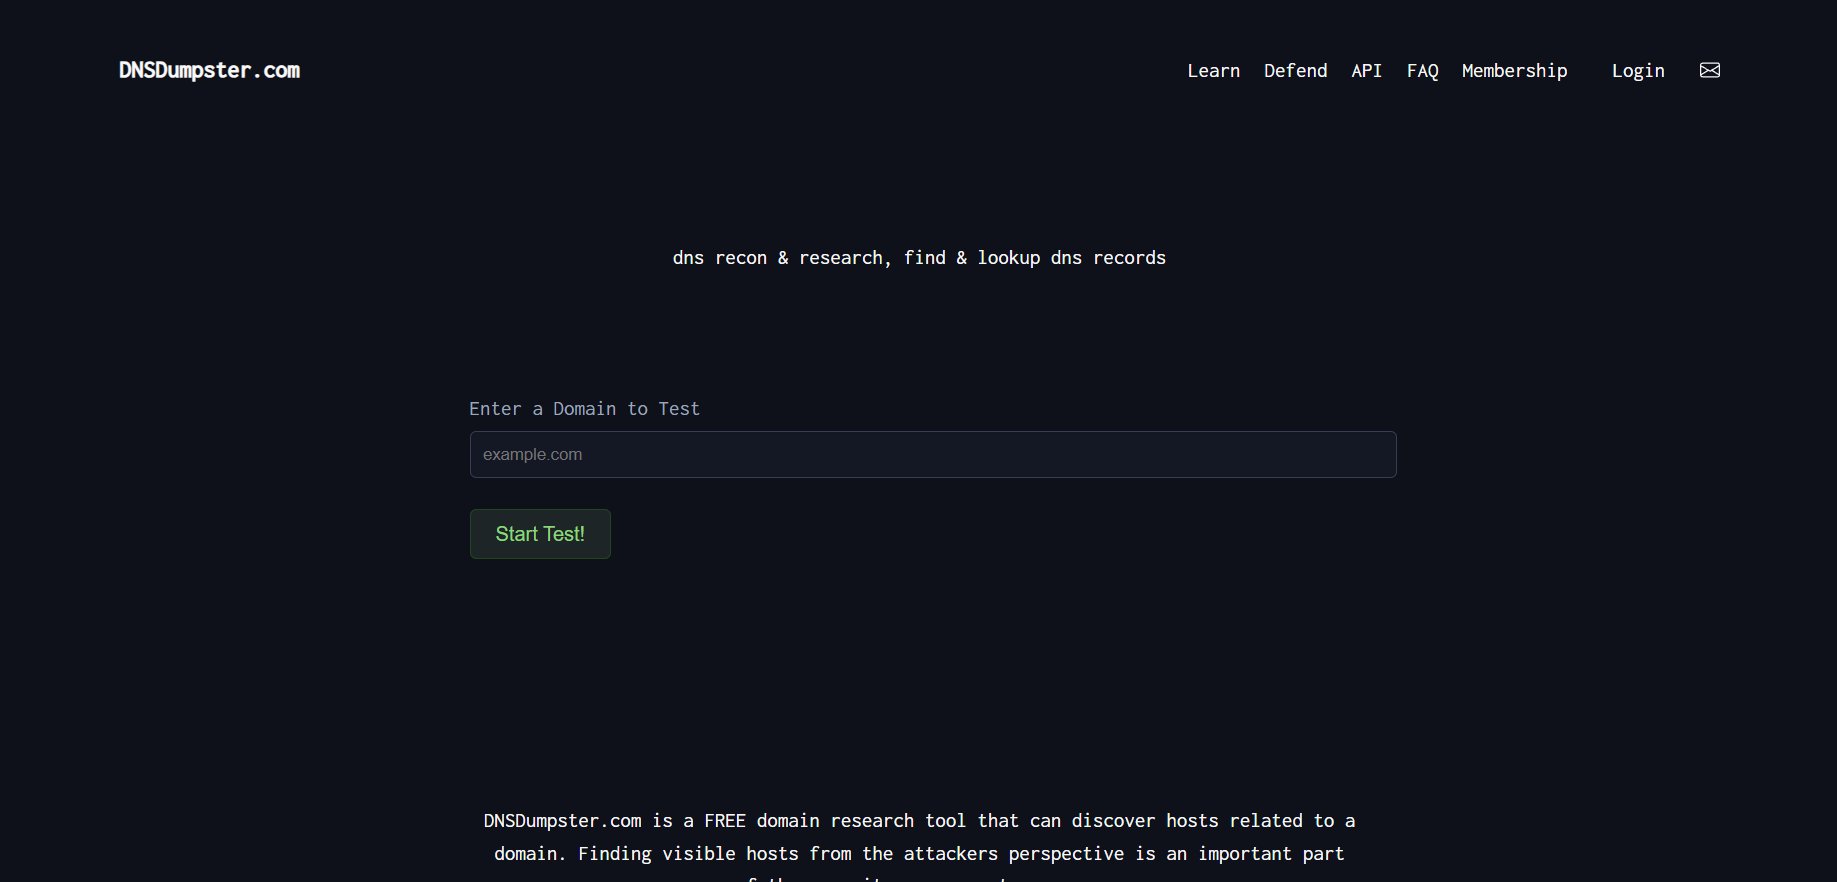 DNSDumpster.com
Learn Defend API FAQ Membership Login
dns recon & research, find & lookup dns records
Enter a Domain to Test
example.com
Start Test!
DNSDumpster.com is a FREE domain research tool that can discover hosts related to a
domain. Finding visible hosts from the attackers perspective is an important part